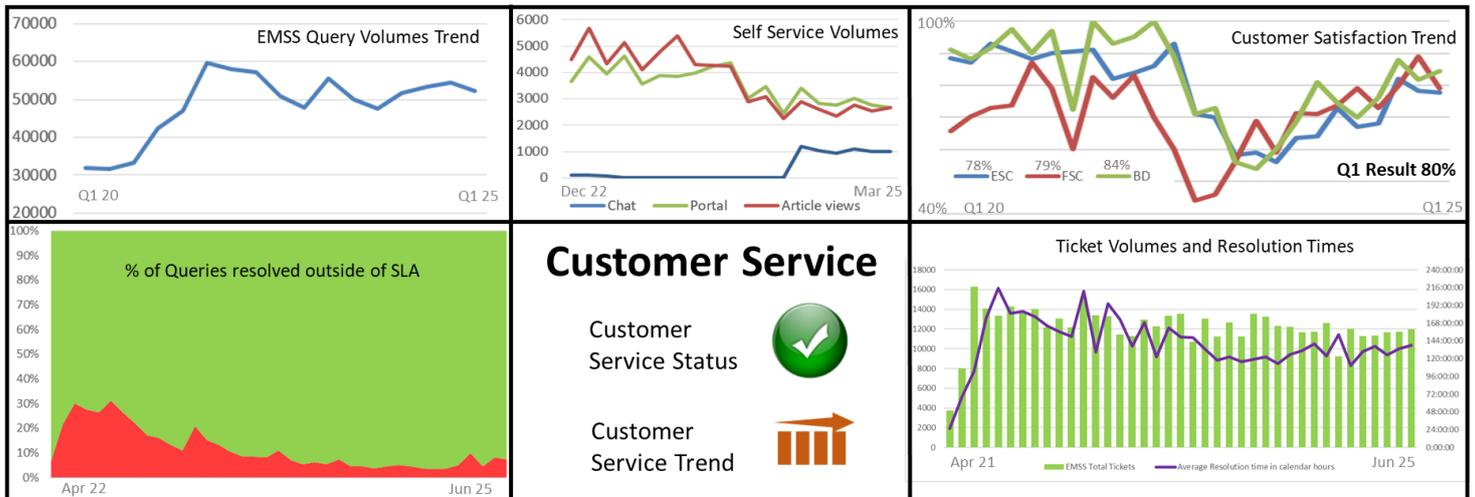 EMSS Query Volumes Trend
70000
60000
50000
40000
30000
20000
Q1 20
Q1 25
Self Service Volumes
6000
5000
4000
3000
2000
1000
0
Dec 22
Mar 25
Chat
Portal
Article views
Customer Satisfaction Trend
100%
78%
79%
84%
ESC
FSC
BD
Q1 Result 80%
40%
Q1 20
Q1 25
% of Queries resolved outside of SLA
100%
90%
80%
70%
60%
50%
40%
30%
20%
10%
0%
Apr 22
Jun 25
Customer Service
Customer
Service Status
Customer
Service Trend
Ticket Volumes and Resolution Times
18000
16000
14000
12000
10000
8000
6000
4000
2000
0
240:00:00
216:00:00
192:00:00
168:00:00
144:00:00
120:00:00
96:00:00
72:00:00
48:00:00
24:00:00
0:00:00
Apr 21
Jun 25
EMSS Total Tickets
Average Resolution time in calendar hours